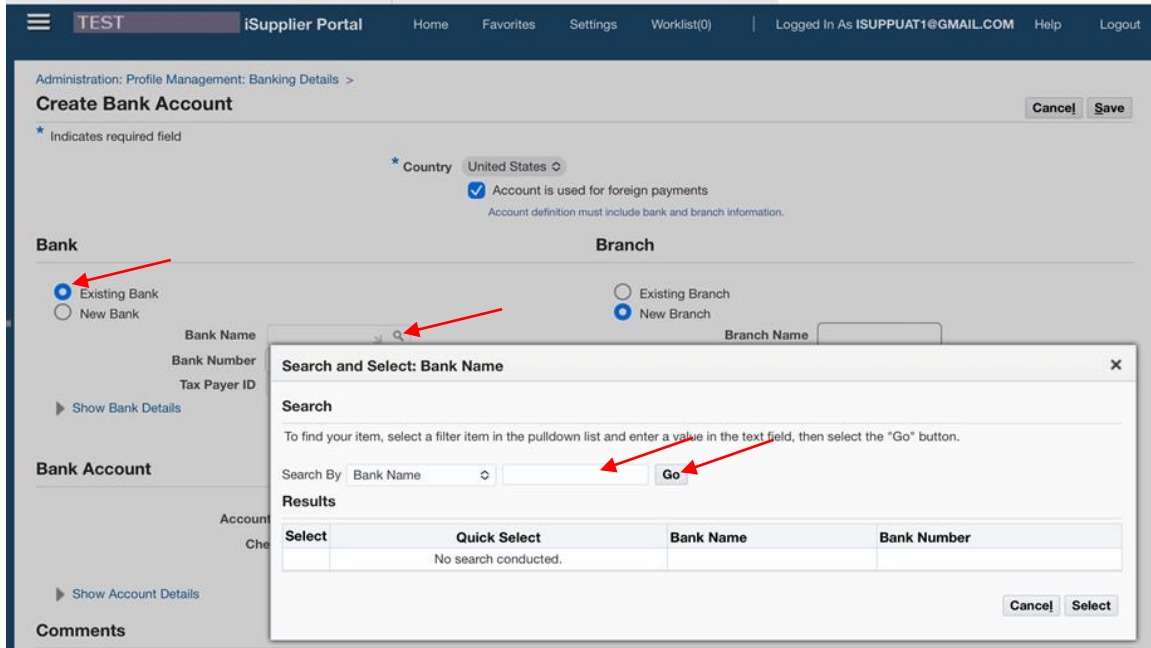 TEST iSupplier Portal Home Favorites Settings Worklist(0) | Logged In As ISUPPUAT1@GMAIL.COM Help Logout
Administration: Profile Management: Banking Details >
Create Bank Account Cancel Save
* Indicates required field
* Country United States
Account is used for foreign payments
Account definition must include bank and branch information.
Bank Branch
Existing Bank Existing Branch
New Bank New Branch
Bank Name Branch Name
Bank Number
Tax Payer ID
Show Bank Details
Bank Account
Account
Che
Show Account Details
Comments
Search and Select: Bank Name
Search
To find your item, select a filter item in the pulldown list and enter a value in the text field, then select the "Go" button.
Search By Bank Name Go
Results
Select Quick Select Bank Name Bank Number
No search conducted.
Cancel Select